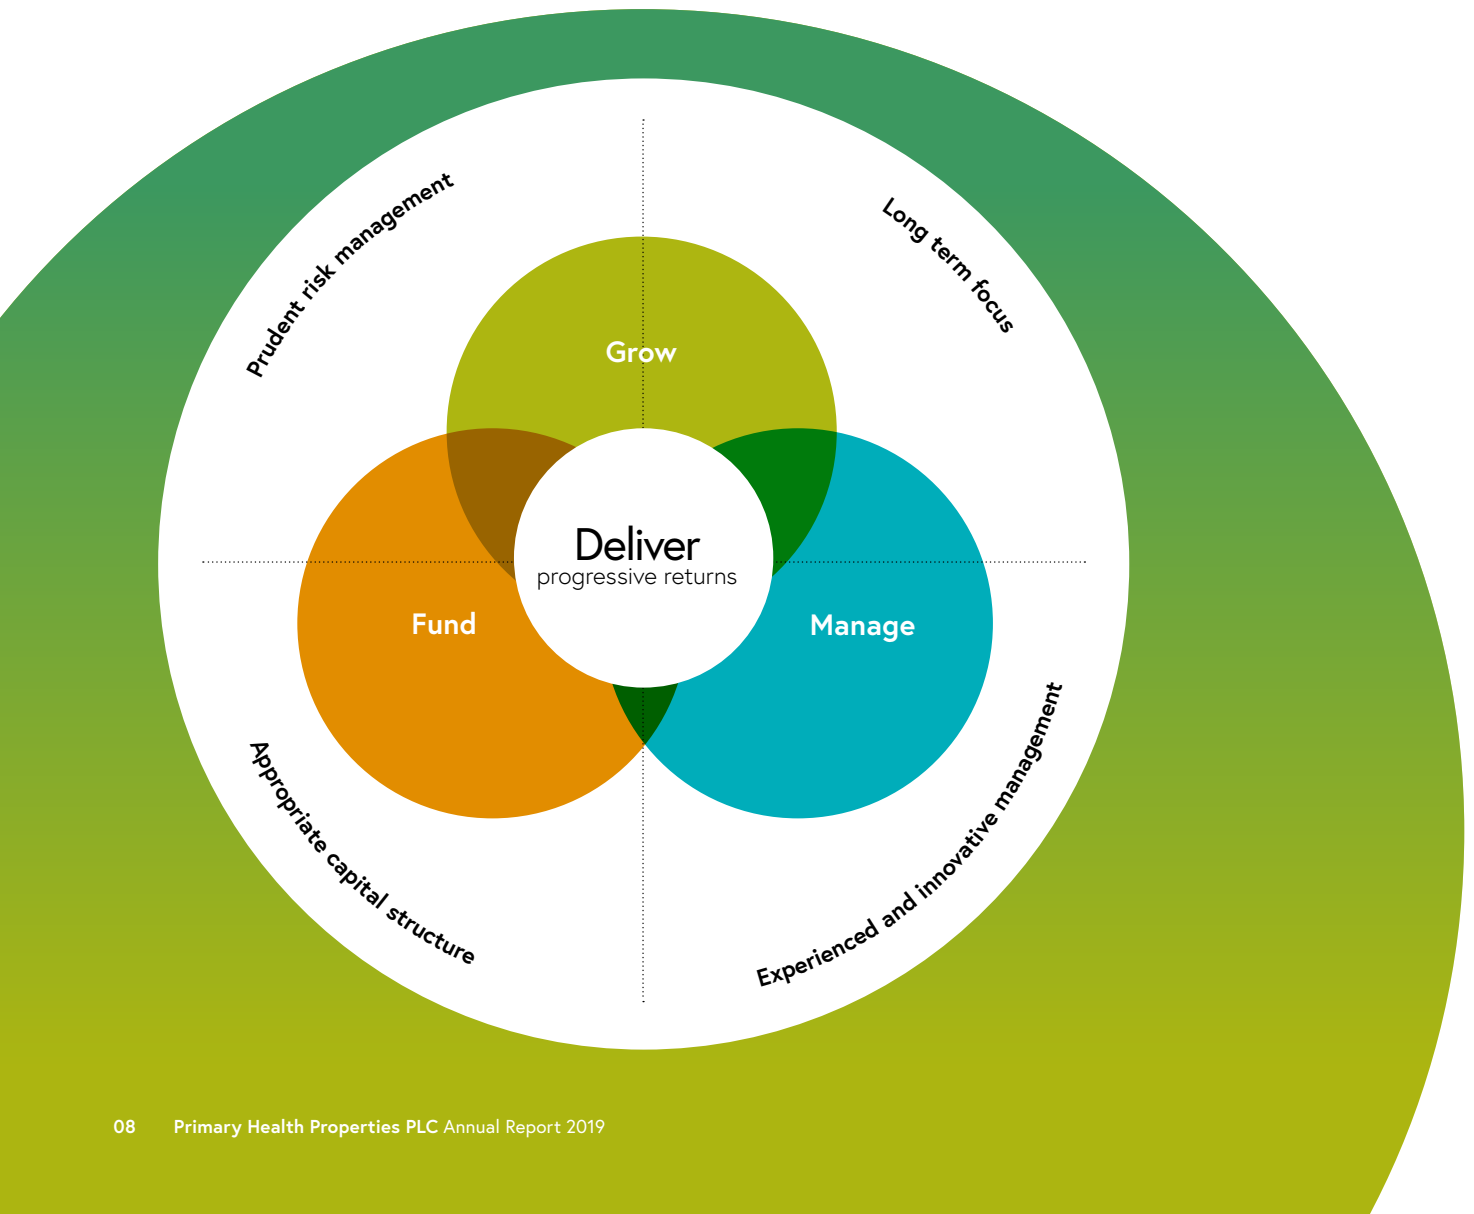 Prudent risk management
Long term focus
Grow
Deliver
progressive returns
Fund
Manage
Appropriate capital structure
Experienced and innovative management
08 Primary Health Properties PLC Annual Report 2019